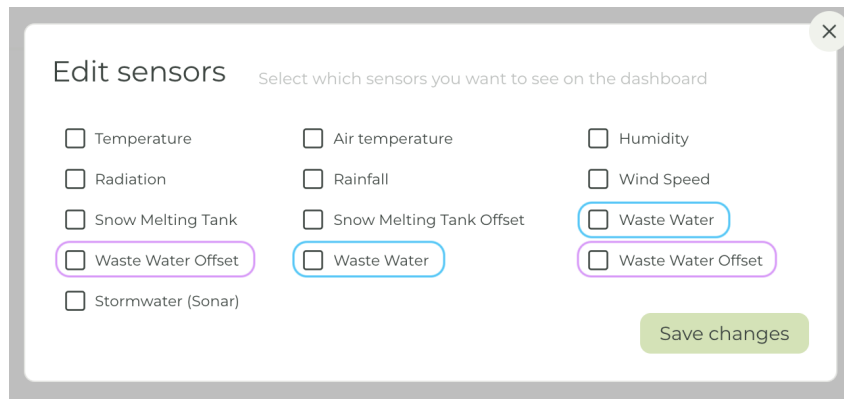 Edit sensors
Select which sensors you want to see on the dashboard
Temperature
Air temperature
Humidity
Radiation
Rainfall
Wind Speed
Snow Melting Tank
Snow Melting Tank Offset
Waste Water
Waste Water Offset
Waste Water
Waste Water Offset
Stormwater (Sonar)
Save changes